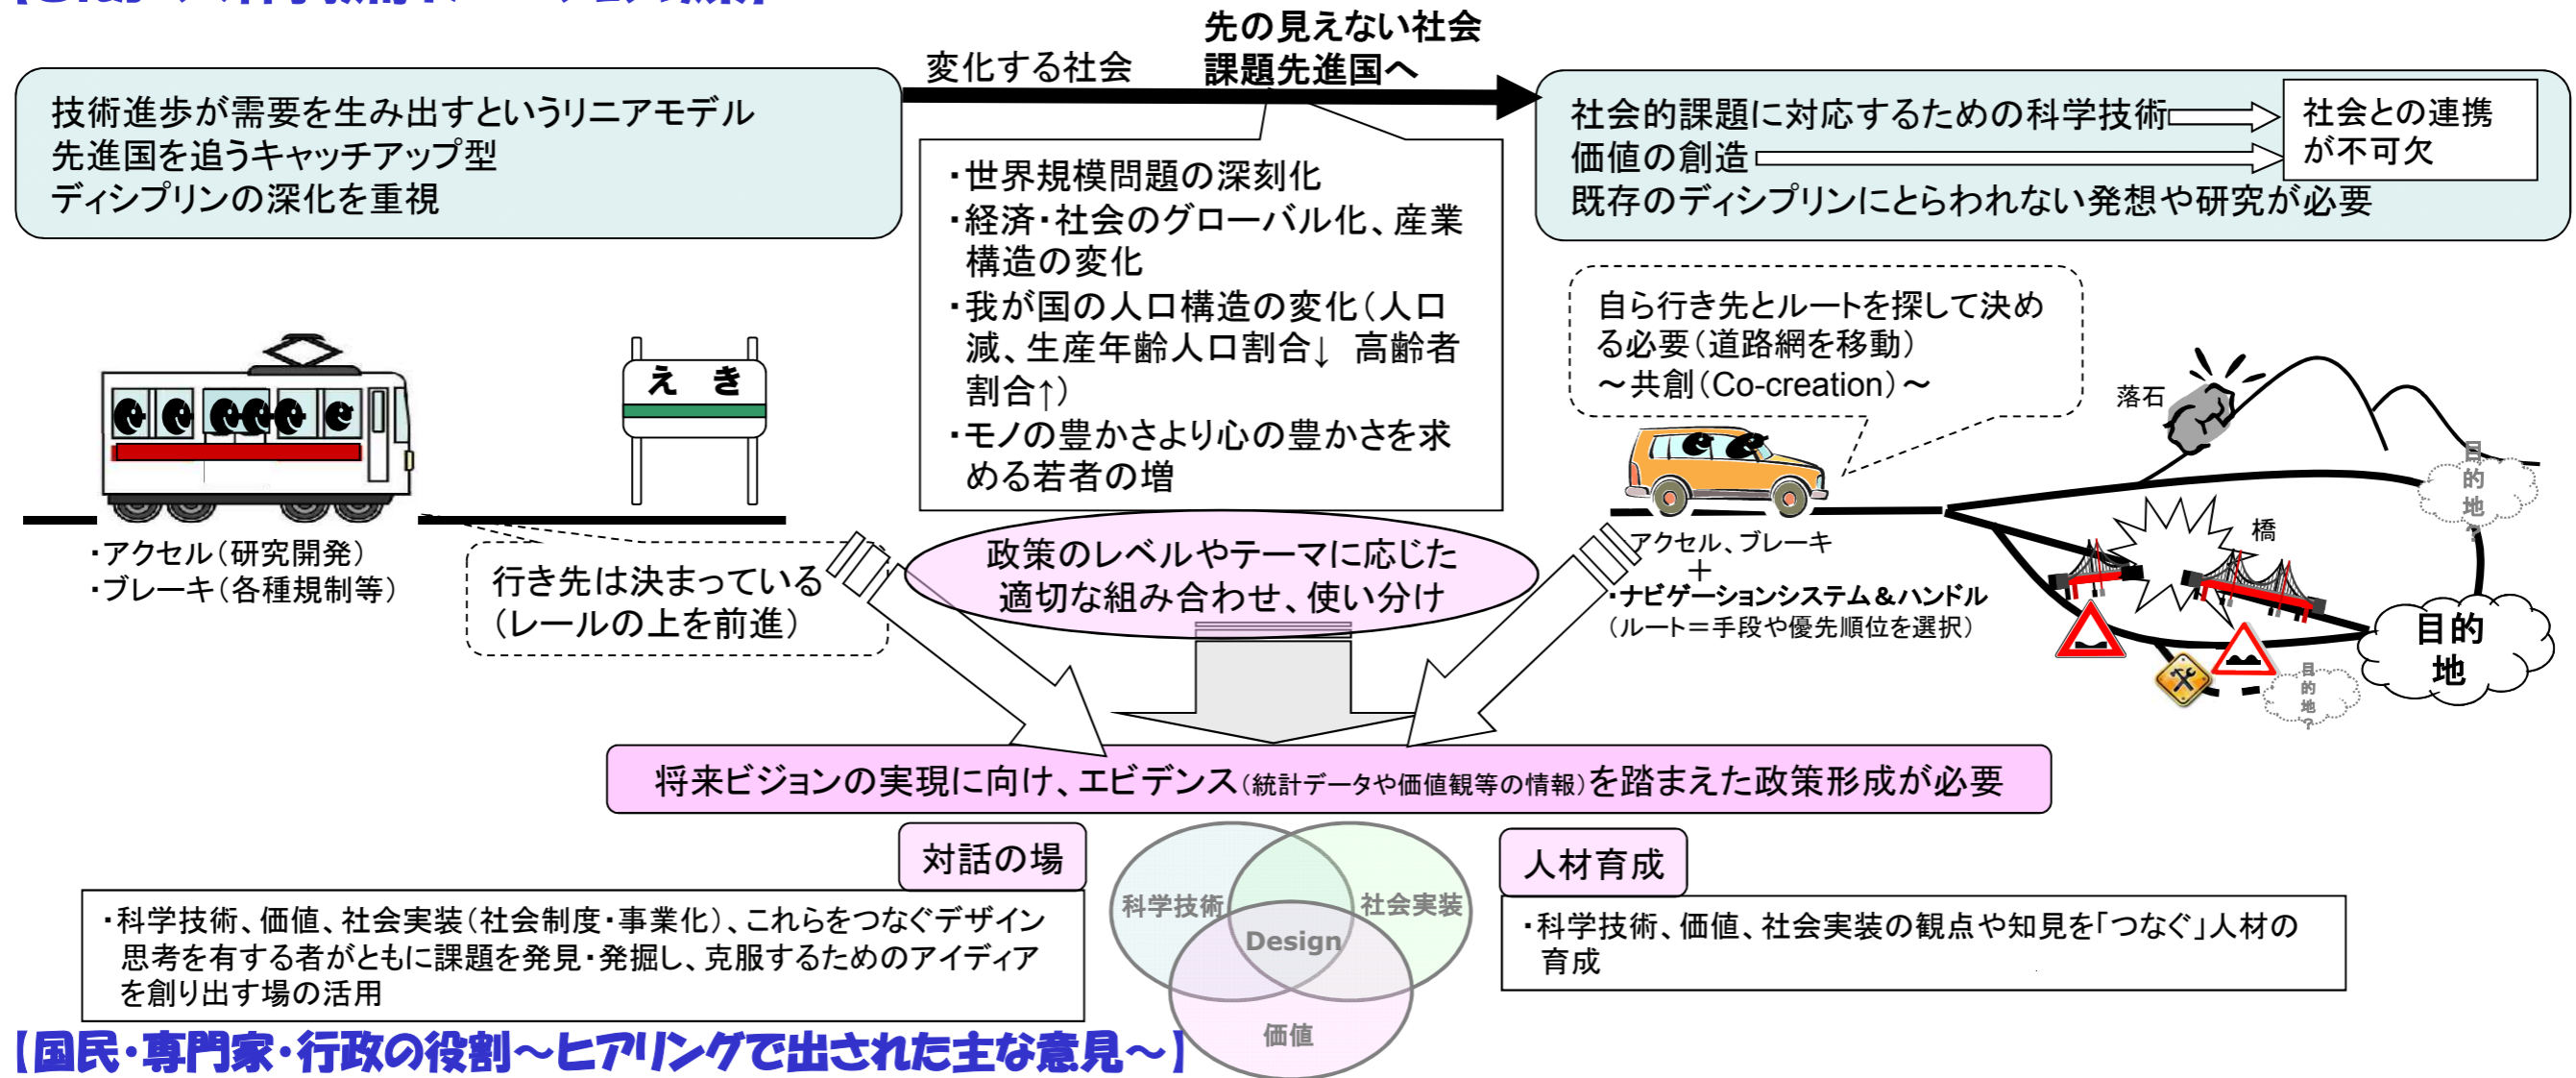 変化する社会
先の見えない社会
課題先進国へ
技術進歩が需要を生み出すというリニアモデル
先進国を追うキャッチアップ型
ディシプリンの深化を重視
社会的課題に対応するための科学技術
価値の創造
既存のディシプリンにとらわれない発想や研究が必要
社会との連携
が不可欠
・世界規模問題の深刻化
・経済・社会のグローバル化、産業
構造の変化
・我が国の人口構造の変化(人口
減、生産年齢人口割合↓ 高齢者
割合↑)
・モノの豊かさより心の豊かさを求
める若者の増
えき
・アクセル(研究開発)
・ブレーキ(各種規制等)
行き先は決まっている
(レールの上を前進)
自ら行き先とルートを探して決め
る必要(道路網を移動)
~共創(Co-creation)~
落石
目的地?
橋
アクセル、ブレーキ
+
・ナビゲーションシステム&ハンドル
(ルート=手段や優先順位を選択)
目的
地
目的地?
政策のレベルやテーマに応じた
適切な組み合わせ、使い分け
将来ビジョンの実現に向け、エビデンス(統計データや価値観等の情報)を踏まえた政策形成が必要
対話の場
・科学技術、価値、社会実装(社会制度・事業化)、これらをつなぐデザイン
思考を有する者がともに課題を発見・発掘し、克服するためのアイディア
を創り出す場の活用
科学技術
社会実装
Design
価値
人材育成
・科学技術、価値、社会実装の観点や知見を「つなぐ」人材の
育成
【国民・専門家・行政の役割~ヒアリングで出された主な意見~】